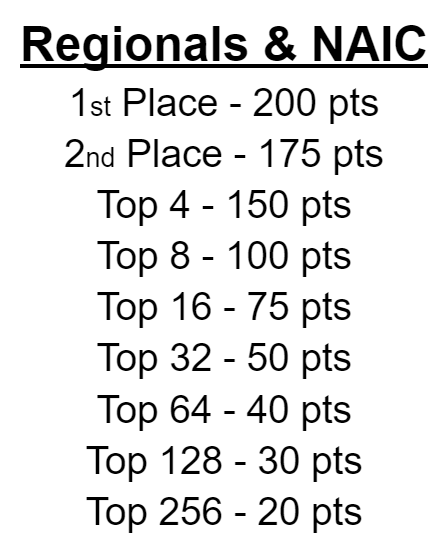 Regionals & NAIC
1st Place - 200 pts
2nd Place - 175 pts
Top 4 - 150 pts
Top 8 - 100 pts
Top 16 - 75 pts
Top 32 - 50 pts
Top 64 - 40 pts
Top 128 - 30 pts
Top 256 - 20 pts